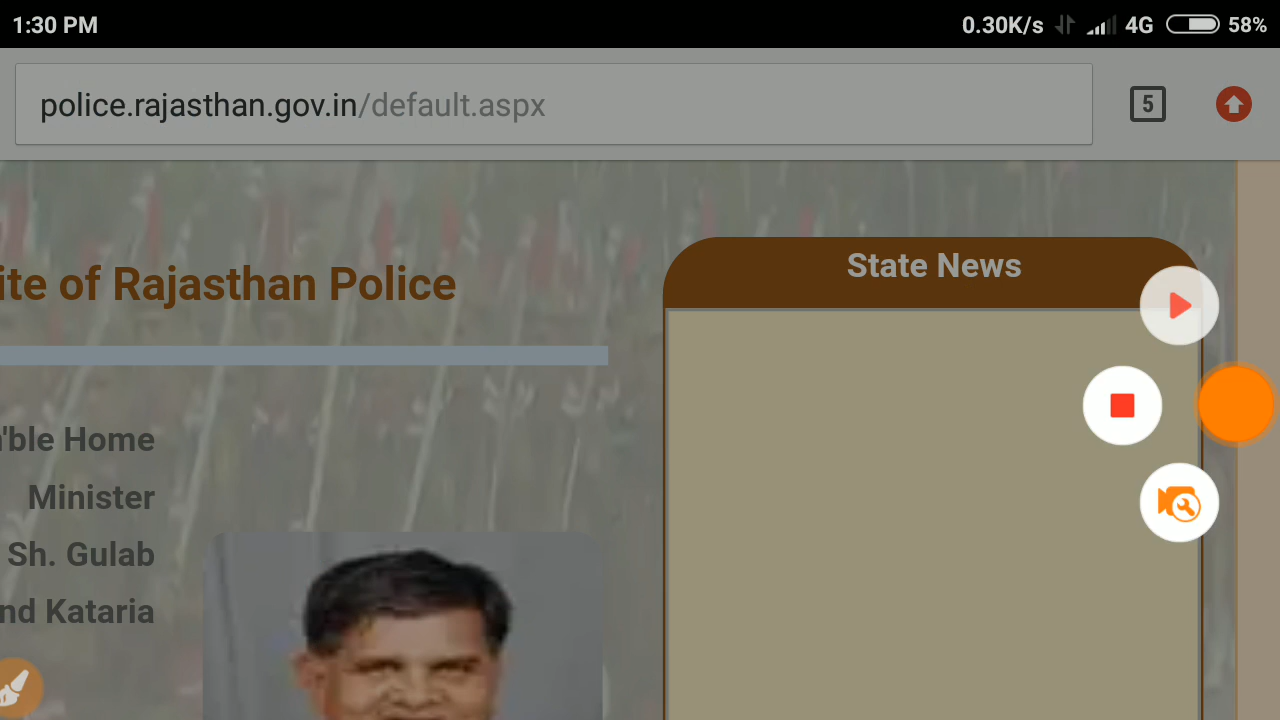 1:30 PM
0.30K/s 4G 58%
police.rajasthan.gov.in/default.aspx
5
ite of Rajasthan Police
State News
'ble Home
Minister
Sh. Gulab
nd Kataria